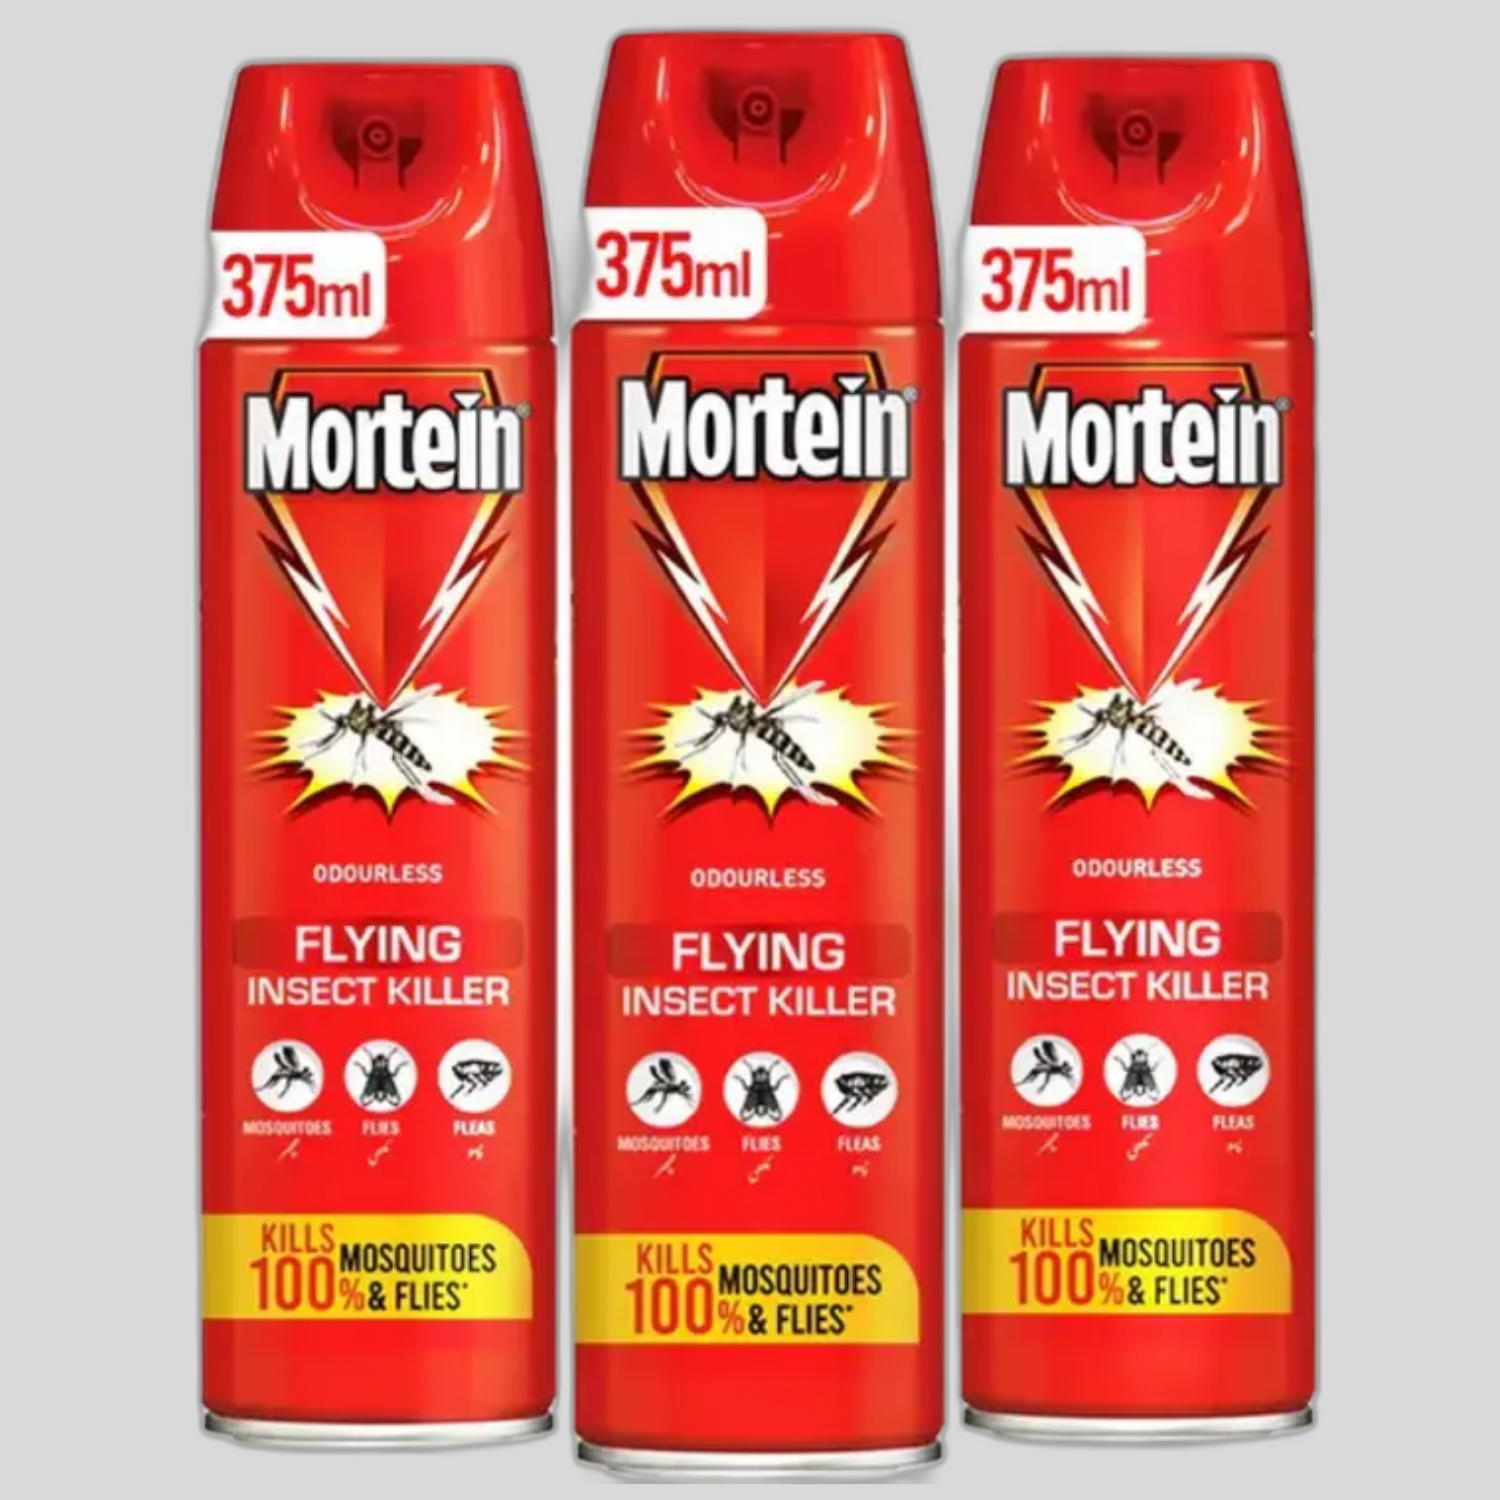 375ml
Mortein®
ODOURLESS
FLYING
INSECT KILLER
MOSQUITOES FLIES FLEAS
KILLS
100% MOSQUITOES
& FLIES*
375ml
Mortein®
ODOURLESS
FLYING
INSECT KILLER
MOSQUITOES FLIES FLEAS
KILLS
100% MOSQUITOES
& FLIES*
375ml
Mortein®
ODOURLESS
FLYING
INSECT KILLER
MOSQUITOES FLIES FLEAS
KILLS
100% MOSQUITOES
& FLIES*